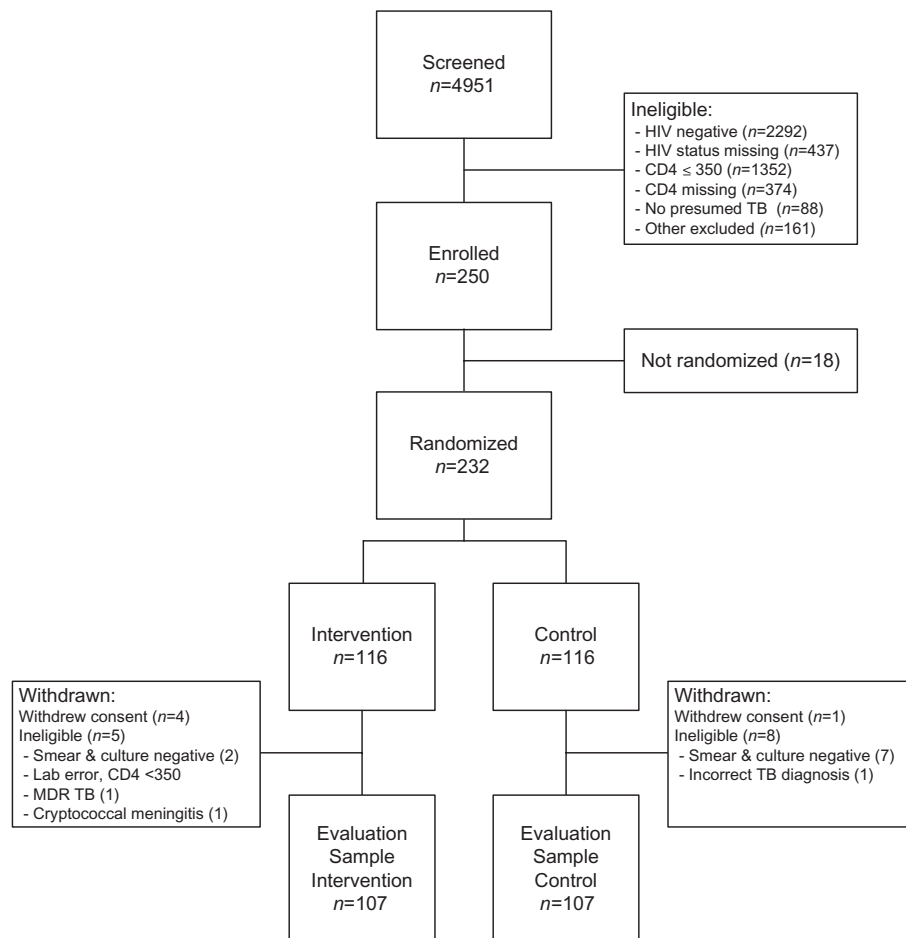 Screened
n=4951
Ineligible:
- HIV negative (n=2292)
- HIV status missing (n=437)
- CD4 ≤ 350 (n=1352)
- CD4 missing (n=374)
- No presumed TB (n=88)
- Other excluded (n=161)
Enrolled
n=250
Not randomized (n=18)
Randomized
n=232
Intervention
n=116
Control
n=116
Withdrawn:
Withdrew consent (n=4)
Ineligible (n=5)
- Smear & culture negative (2)
- Lab error, CD4 <350
- MDR TB (1)
- Cryptococcal meningitis (1)
Withdrawn:
Withdrew consent (n=1)
Ineligible (n=8)
- Smear & culture negative (7)
- Incorrect TB diagnosis (1)
Evaluation
Sample
Intervention
n=107
Evaluation
Sample
Control
n=107